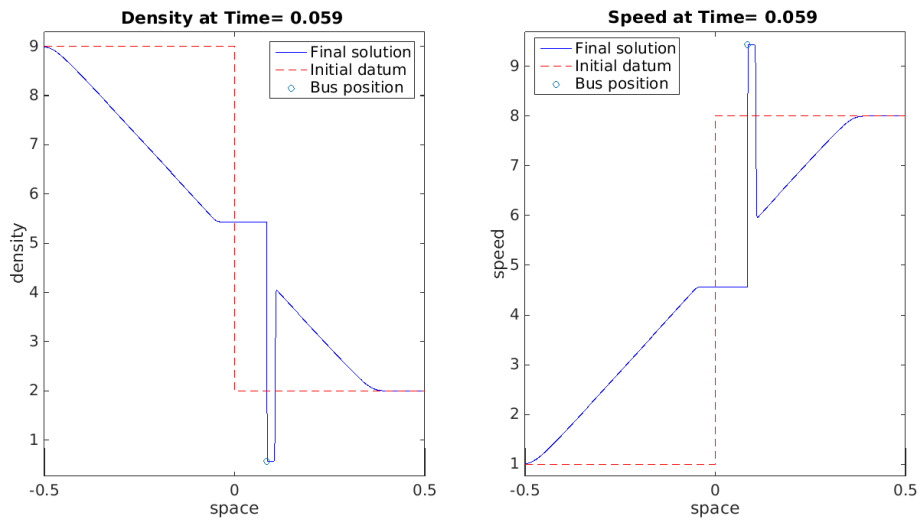 Density at Time= 0.059
9
8
7
6
5
4
3
2
1
density
-0.5
0
0.5
space
Final solution
Initial datum
Bus position
Speed at Time= 0.059
9
8
7
6
5
4
3
2
1
speed
-0.5
0
0.5
space
Final solution
Initial datum
Bus position